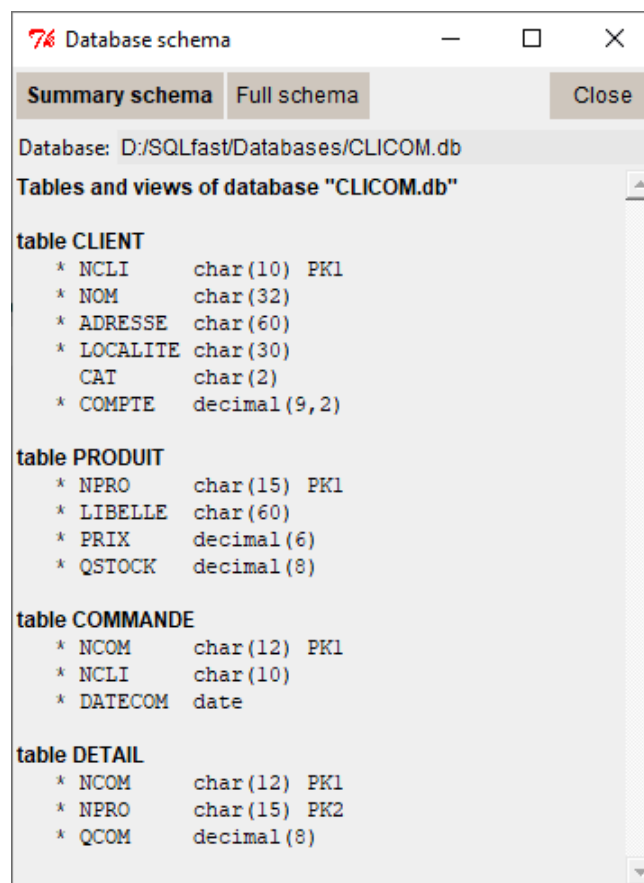 Database schema
Summary schema Full schema Close
Database: D:/SQLfast/Databases/CLICOM.db
Tables and views of database "CLICOM.db"
table CLIENT
* NCLI char(10) PK1
* NOM char(32)
* ADRESSE char(60)
* LOCALITE char(30)
CAT char(2)
* COMPTE decimal(9,2)
table PRODUIT
* NPRO char(15) PK1
* LIBELLE char(60)
* PRIX decimal(6)
* QSTOCK decimal(8)
table COMMANDE
* NCOM char(12) PK1
* NCLI char(10)
* DATECOM date
table DETAIL
* NCOM char(12) PK1
* NPRO char(15) PK2
* QCOM decimal(8)